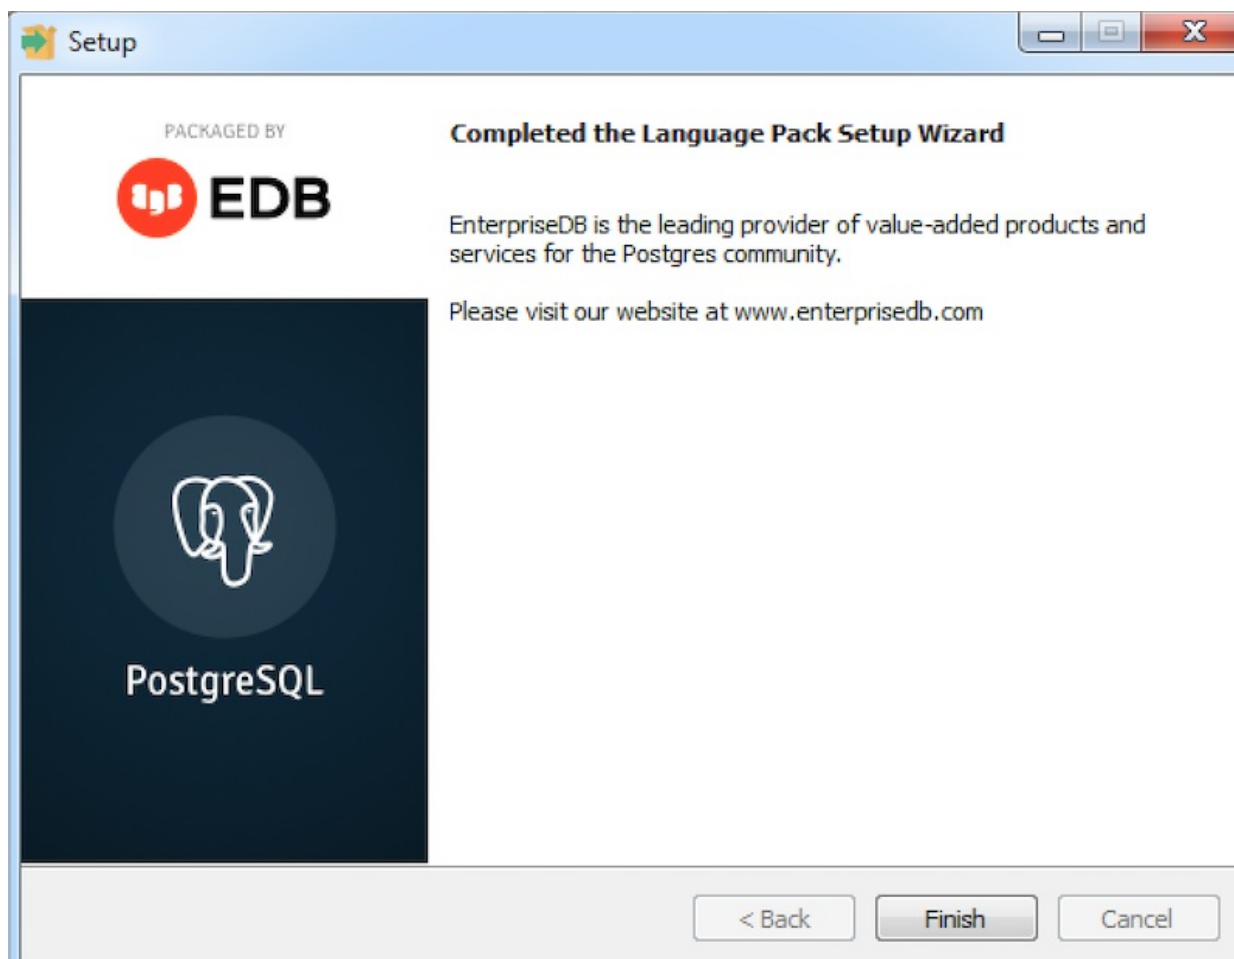 Setup
PACKAGED BY
EDB
Completed the Language Pack Setup Wizard
EnterpriseDB is the leading provider of value-added products and
services for the Postgres community.
Please visit our website at www.enterprisedb.com
PostgreSQL
< Back
Finish
Cancel